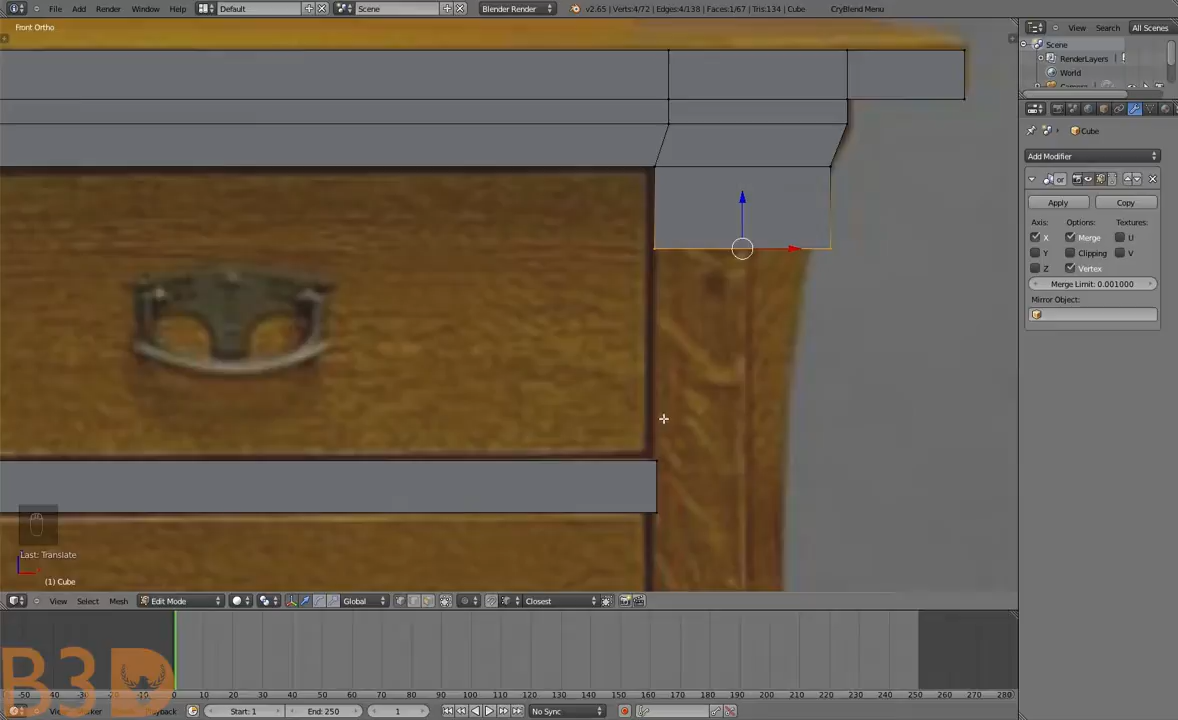 File Add Render Window Help Default Scene Blender Render v2.65 | Verts:4/72 | Edges:4/138 | Faces:1/67 | Tris:134 | Cube CryBlend Menu
Front Ortho
View Search All Scenes
Scene
RenderLayers
World
Camera
Cube
Add Modifier
or
Apply Copy
Axis: Options: Textures:
X Merge U
Y Clipping V
Z Vertex
Merge Limit: 0.001000
Mirror Object:
Last: Translate
(1) Cube
View Select Mesh Edit Mode Global Closest
B3D
-50 -40 -30 -20 -10 0 10 20 30 40 50 60 70 80 90 100 110 120 130 140 150 160 170 180 190 200 210 220 230 240 250 260 270 280
Playback Start: 1 End: 250 1 No Sync